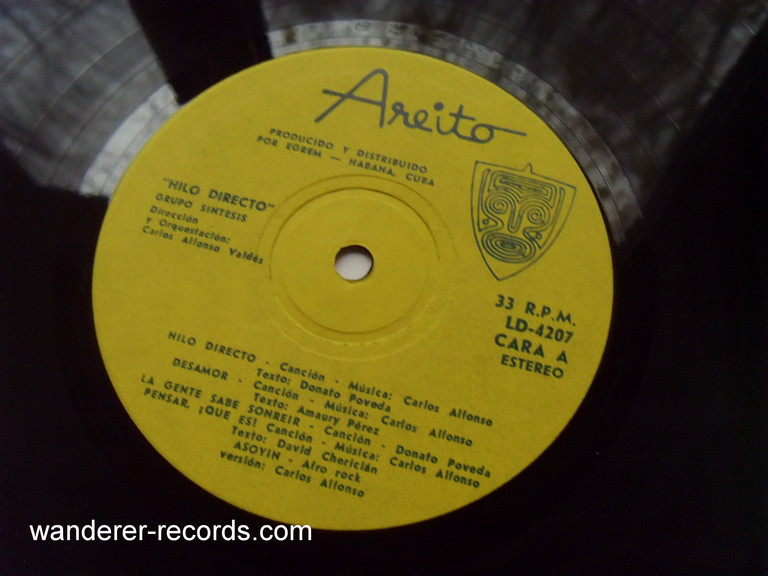 Areito
PRODUCIDO Y DISTRIBUIDO
POR EGREM — HABANA, CUBA
"HILO DIRECTO"
GRUPO SINTESIS
Dirección
Y Orquestación:
Carlos Alfonso Valdés
33 R.P.M.
LD-4207
CARA A
ESTEREO
HILO DIRECTO - Canción - Música: Carlos Alfonso
Texto: Donato Poveda
DESAMOR - Canción - Música: Carlos Alfonso
Texto: Amaury Pérez
LA GENTE SABE SONREIR - Canción - Donato Poveda
PENSAR, ¡QUE ES! Canción - Música: Carlos Alfonso
Texto: David Chericián
ASOYIN - Afro rock
versión: Carlos Alfonso
wanderer-records.com